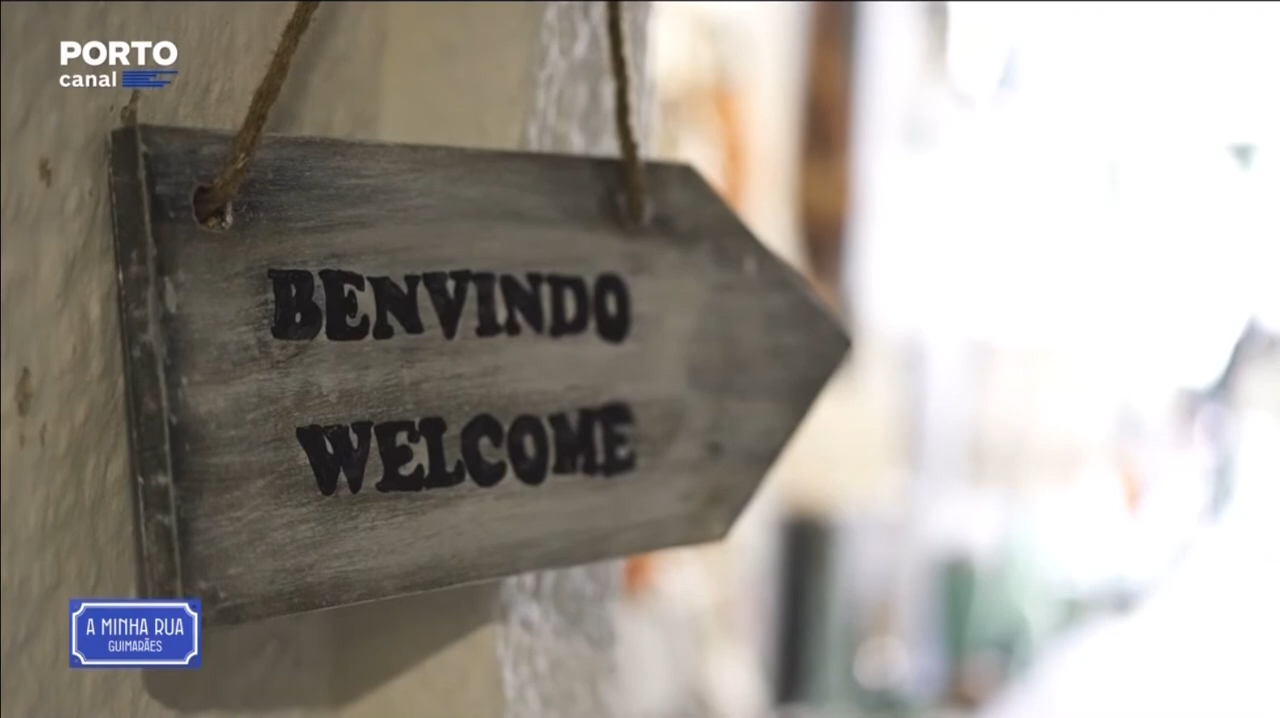 PORTO
canal
BENVINDO
WELCOME
A MINHA RUA
GUIMARÃES